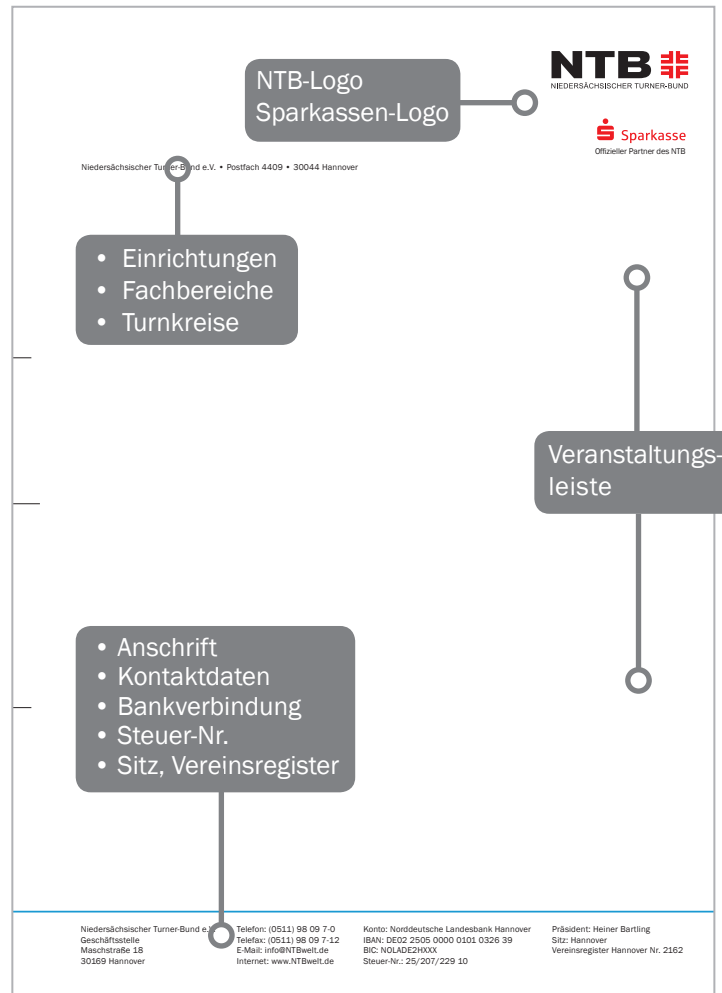 NTB-Logo
Sparkassen-Logo
NTB
NIEDERSÄCHSISCHER TURNER-BUND
Sparkasse
Offizieller Partner des NTB
Niedersächsischer Turner-Bund e.V. • Postfach 4409 • 30044 Hannover
• Einrichtungen
• Fachbereiche
• Turnkreise
Veranstaltungs-
leiste
• Anschrift
• Kontaktdaten
• Bankverbindung
• Steuer-Nr.
• Sitz, Vereinsregister
Niedersächsischer Turner-Bund e.V.
Geschäftsstelle
Maschstraße 18
30169 Hannover
Telefon: (0511) 98 09 7-0
Telefax: (0511) 98 09 7-12
E-Mail: info@NTBwelt.de
Internet: www.NTBwelt.de
Konto: Norddeutsche Landesbank Hannover
IBAN: DE02 2505 0000 0101 0326 39
BIC: NOLADE2HXXX
Steuer-Nr.: 25/207/229 10
Präsident: Heiner Bartling
Sitz: Hannover
Vereinsregister Hannover Nr. 2162